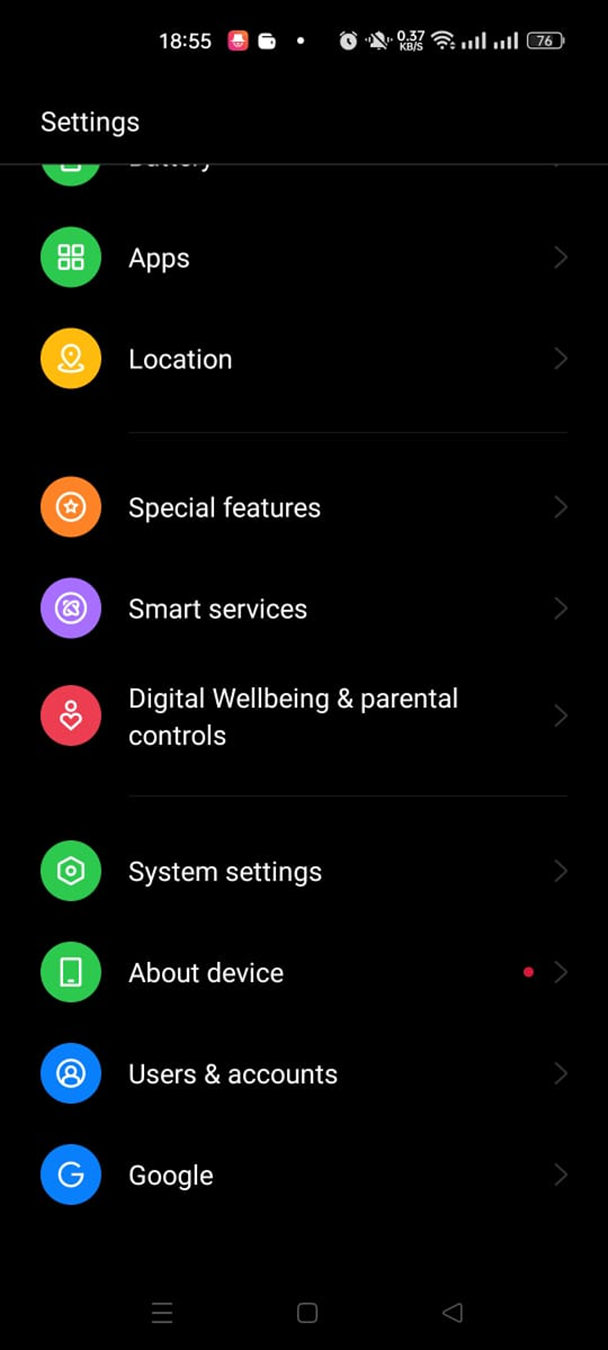 18:55 0.37 KB/S 76
Settings
Battery
Apps
Location
Special features
Smart services
Digital Wellbeing & parental
controls
System settings
About device
Users & accounts
Google